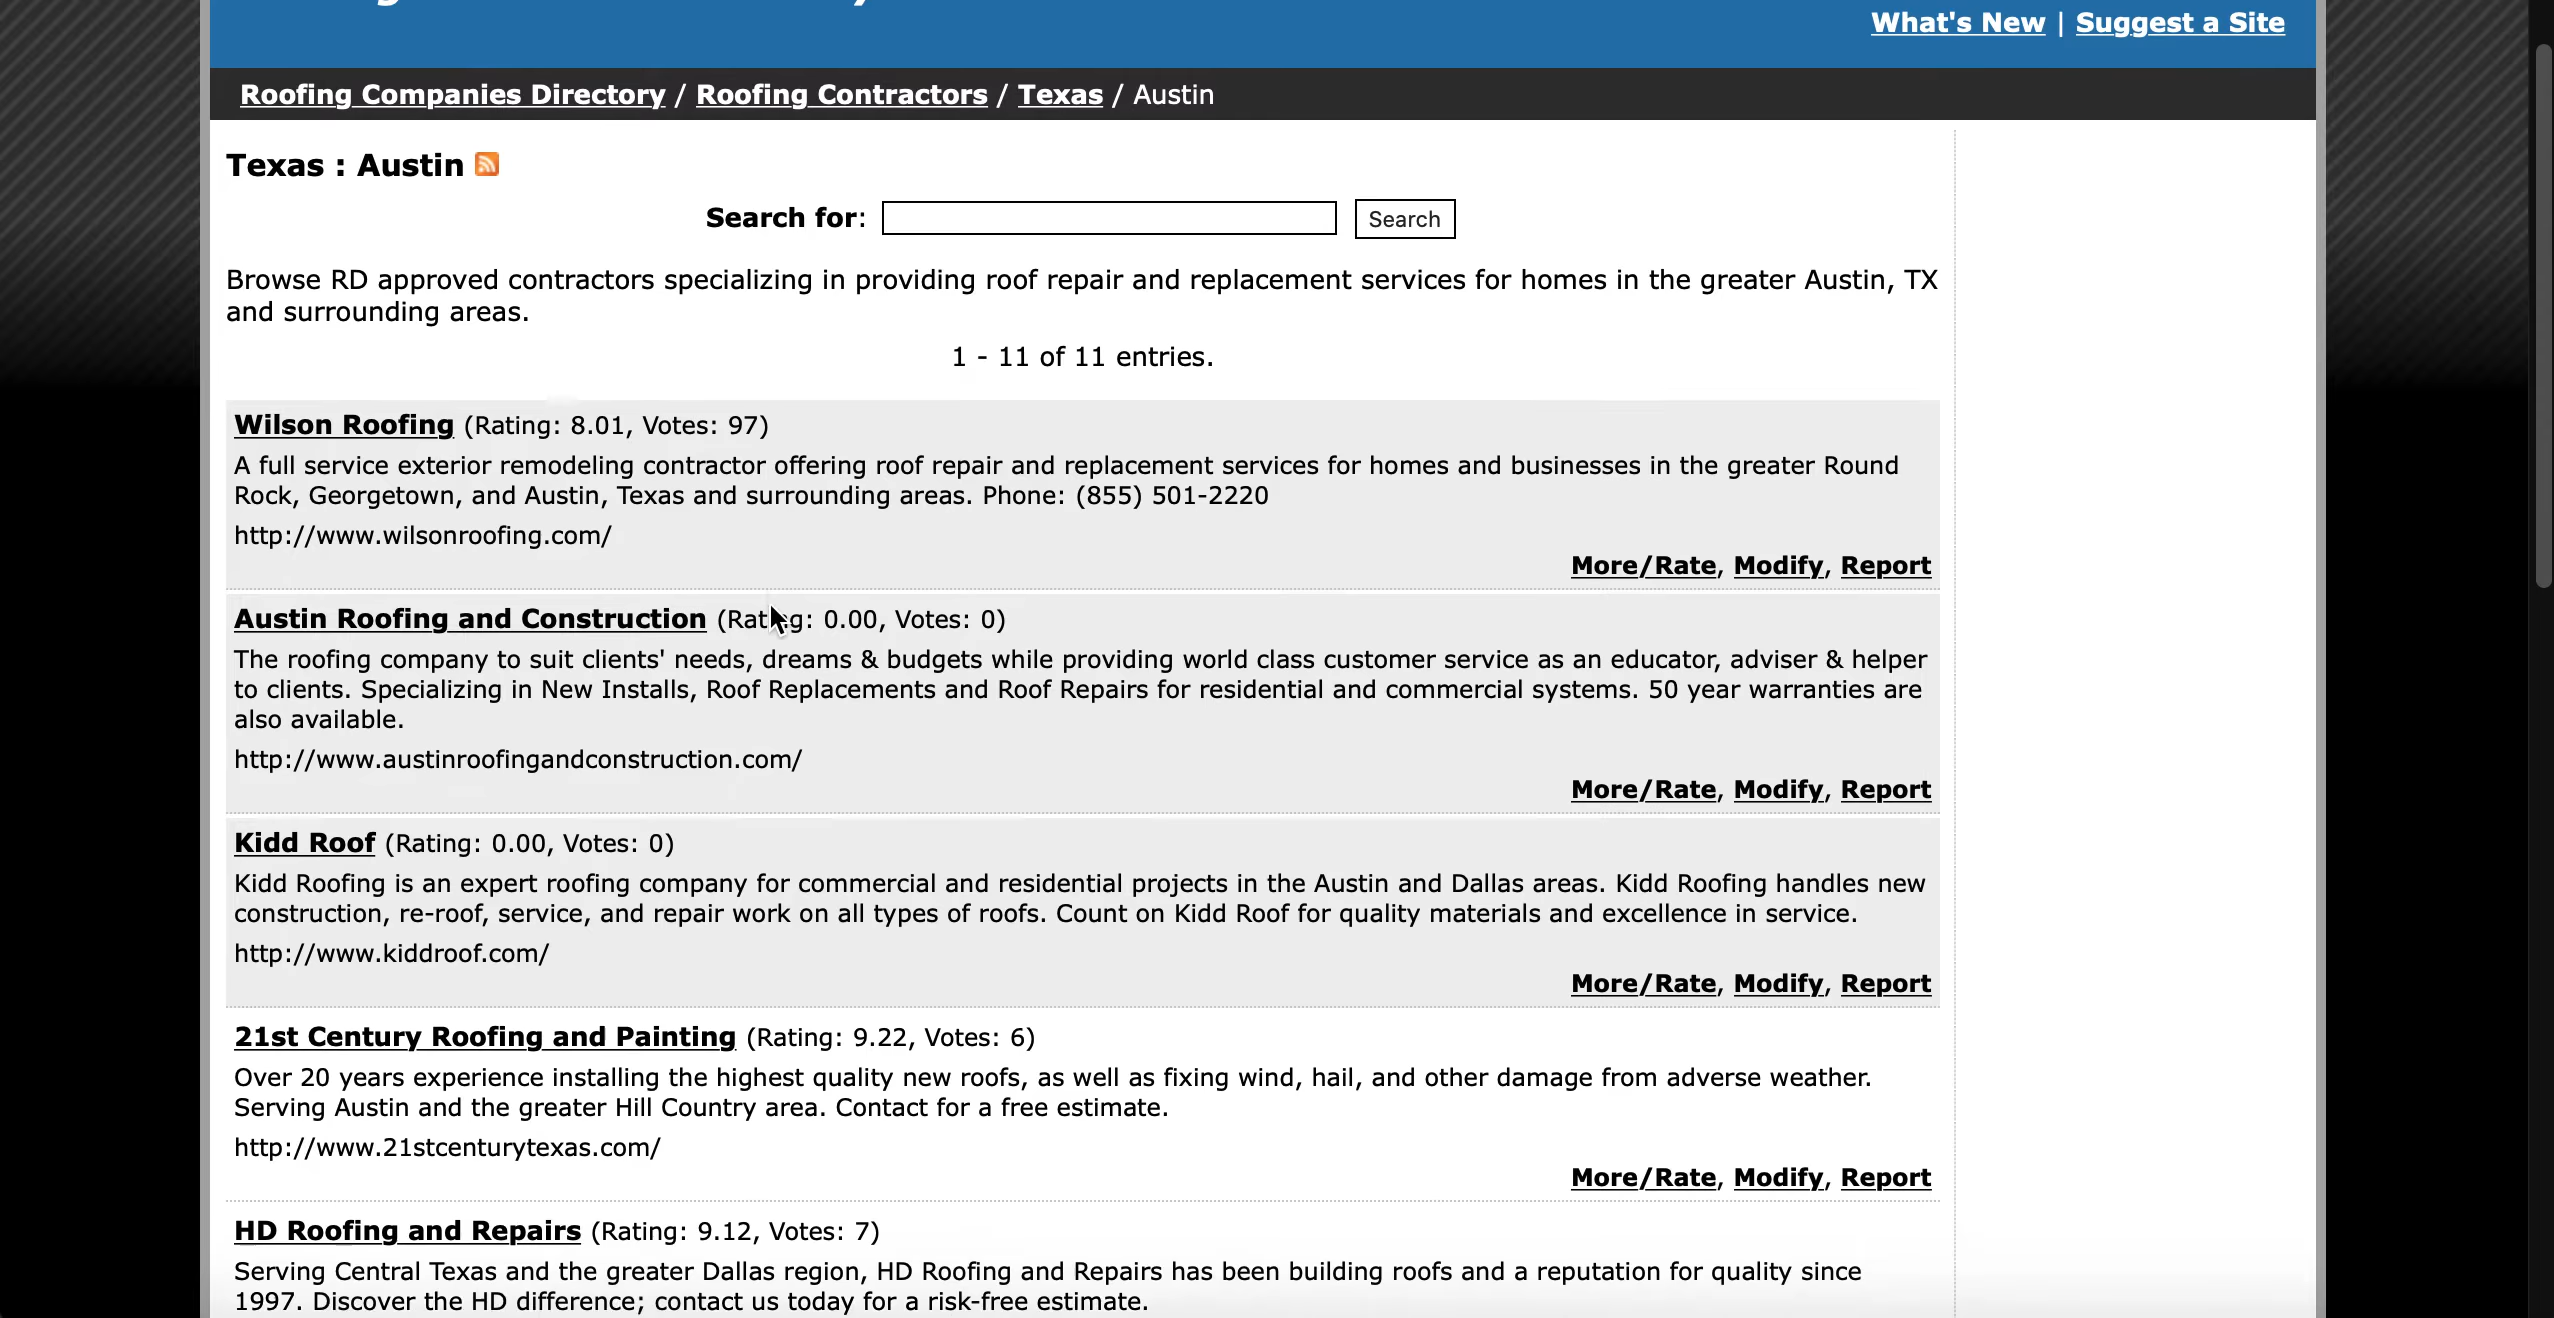 What's New | Suggest a Site
Roofing Companies Directory / Roofing Contractors / Texas / Austin
Texas : Austin
Search for: Search
Browse RD approved contractors specializing in providing roof repair and replacement services for homes in the greater Austin, TX
and surrounding areas.
1 - 11 of 11 entries.
Wilson Roofing (Rating: 8.01, Votes: 97)
A full service exterior remodeling contractor offering roof repair and replacement services for homes and businesses in the greater Round
Rock, Georgetown, and Austin, Texas and surrounding areas. Phone: (855) 501-2220
http://www.wilsonroofing.com/
More/Rate, Modify, Report
Austin Roofing and Construction (Rating: 0.00, Votes: 0)
The roofing company to suit clients' needs, dreams & budgets while providing world class customer service as an educator, adviser & helper
to clients. Specializing in New Installs, Roof Replacements and Roof Repairs for residential and commercial systems. 50 year warranties are
also available.
http://www.austinroofingandconstruction.com/
More/Rate, Modify, Report
Kidd Roof (Rating: 0.00, Votes: 0)
Kidd Roofing is an expert roofing company for commercial and residential projects in the Austin and Dallas areas. Kidd Roofing handles new
construction, re-roof, service, and repair work on all types of roofs. Count on Kidd Roof for quality materials and excellence in service.
http://www.kiddroof.com/
More/Rate, Modify, Report
21st Century Roofing and Painting (Rating: 9.22, Votes: 6)
Over 20 years experience installing the highest quality new roofs, as well as fixing wind, hail, and other damage from adverse weather.
Serving Austin and the greater Hill Country area. Contact for a free estimate.
http://www.21stcenturytexas.com/
More/Rate, Modify, Report
HD Roofing and Repairs (Rating: 9.12, Votes: 7)
Serving Central Texas and the greater Dallas region, HD Roofing and Repairs has been building roofs and a reputation for quality since
1997. Discover the HD difference; contact us today for a risk-free estimate.